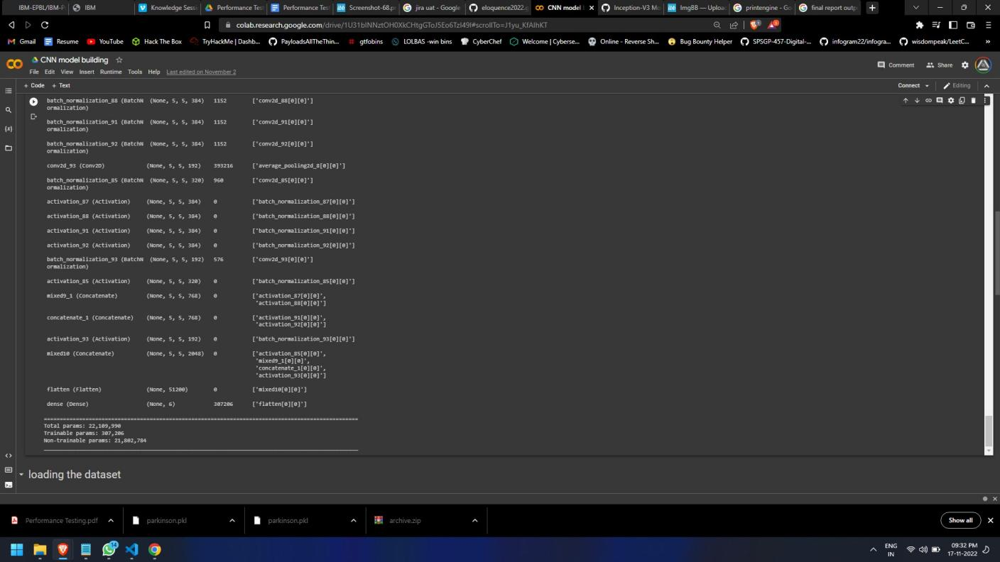 IBM-EPBL/IBM-P
IBM
Knowledge Sess
Performance Test
Performance Test
Screenshot-68.pn
jira uat - Google
eloquence2022.g
CNN model b
Inception-V3 Mo
ImgBB — Upload
printengine - Go
final report outp
colab.research.google.com/drive/1U31blNNztOH0XkCHtgGToJ5Eo6TzI49I#scrollTo=J1yu_KfAlhKT
Gmail Resume YouTube Hack The Box TryHackMe | Dashb... PayloadsAllTheThin... gtfobins LOLBAS -win bins CyberChef Welcome | Cyberse... Online - Reverse Sh... Bug Bounty Helper SPSGP-457-Digital-... infogram22/infogra... wisdompeak/LeetC... »
CNN model building
Comment Share
File Edit View Insert Runtime Tools Help Last edited on November 2
+ Code + Text
Connect Editing
batch_normalization_88 (BatchN (None, 5, 5, 384) 1152 ['conv2d_88[0][0]']
ormalization)
batch_normalization_91 (BatchN (None, 5, 5, 384) 1152 ['conv2d_91[0][0]']
ormalization)
batch_normalization_92 (BatchN (None, 5, 5, 384) 1152 ['conv2d_92[0][0]']
ormalization)
conv2d_93 (Conv2D) (None, 5, 5, 192) 393216 ['average_pooling2d_8[0][0]']
batch_normalization_85 (BatchN (None, 5, 5, 320) 960 ['conv2d_85[0][0]']
ormalization)
activation_87 (Activation) (None, 5, 5, 384) 0 ['batch_normalization_87[0][0]']
activation_88 (Activation) (None, 5, 5, 384) 0 ['batch_normalization_88[0][0]']
activation_91 (Activation) (None, 5, 5, 384) 0 ['batch_normalization_91[0][0]']
activation_92 (Activation) (None, 5, 5, 384) 0 ['batch_normalization_92[0][0]']
batch_normalization_93 (BatchN (None, 5, 5, 192) 576 ['conv2d_93[0][0]']
ormalization)
activation_85 (Activation) (None, 5, 5, 320) 0 ['batch_normalization_85[0][0]']
mixed9_1 (Concatenate) (None, 5, 5, 768) 0 ['activation_87[0][0]',
'activation_88[0][0]']
concatenate_1 (Concatenate) (None, 5, 5, 768) 0 ['activation_91[0][0]',
'activation_92[0][0]']
activation_93 (Activation) (None, 5, 5, 192) 0 ['batch_normalization_93[0][0]']
mixed10 (Concatenate) (None, 5, 5, 2048) 0 ['activation_85[0][0]',
'mixed9_1[0][0]',
'concatenate_1[0][0]',
'activation_93[0][0]']
flatten (Flatten) (None, 51200) 0 ['mixed10[0][0]']
dense (Dense) (None, 6) 307206 ['flatten[0][0]']
Total params: 22,109,990
Trainable params: 307,206
Non-trainable params: 21,802,784
loading the dataset
Performance Testing.pdf parkinson.pkl parkinson.pkl archive.zip Show all
14
ENG
IN
09:32 PM
17-11-2022